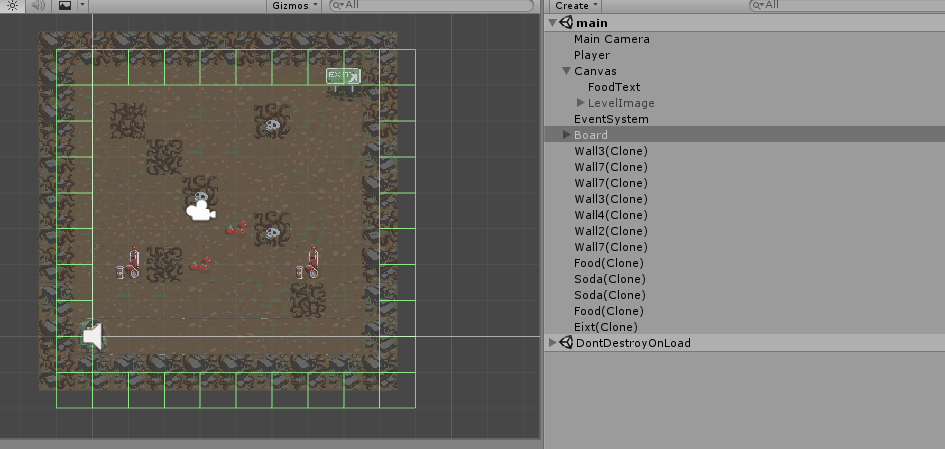 Gizmos
All
EXIT
Create
All
main
Main Camera
Player
Canvas
FoodText
LevelImage
EventSystem
Board
Wall3(Clone)
Wall7(Clone)
Wall7(Clone)
Wall3(Clone)
Wall4(Clone)
Wall2(Clone)
Wall7(Clone)
Food(Clone)
Soda(Clone)
Soda(Clone)
Food(Clone)
Eixt(Clone)
DontDestroyOnLoad